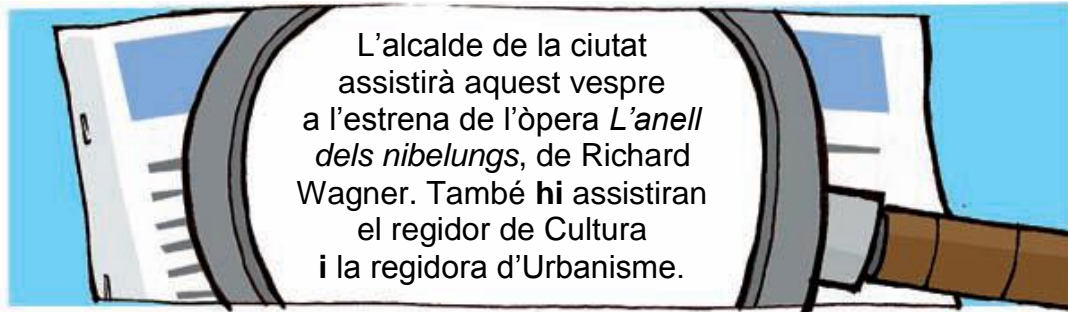 L’alcalde de la ciutat
assistirà aquest vespre
a l’estrena de l’òpera L’anell
dels nibelungs, de Richard
Wagner. També hi assistiran
el regidor de Cultura
i la regidora d’Urbanisme.